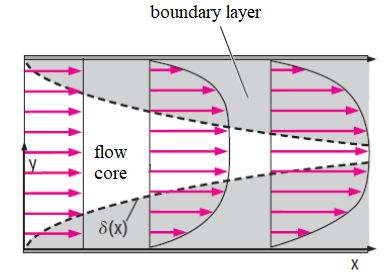 boundary layer
y
flow
core
δ(x)
x